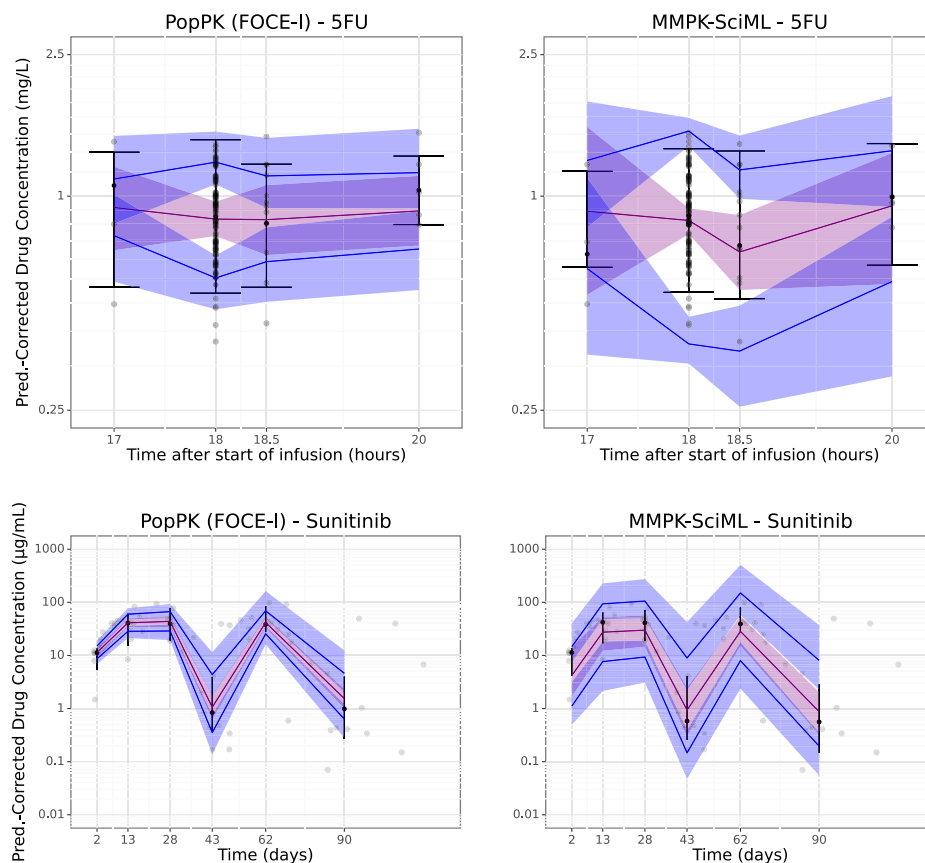 PopPK (FOCE-I) - 5FU
MMPK-SciML - 5FU
Pred.-Corrected Drug Concentration (mg/L)
2.5
1
0.25
17 18 18.5 20
Time after start of infusion (hours)
2.5
1
0.25
17 18 18.5 20
Time after start of infusion (hours)
PopPK (FOCE-I) - Sunitinib
MMPK-SciML - Sunitinib
Pred.-Corrected Drug Concentration (µg/mL)
1000
100
10
1
0.1
0.01
2 13 28 43 62 90
Time (days)
1000
100
10
1
0.1
0.01
2 13 28 43 62 90
Time (days)